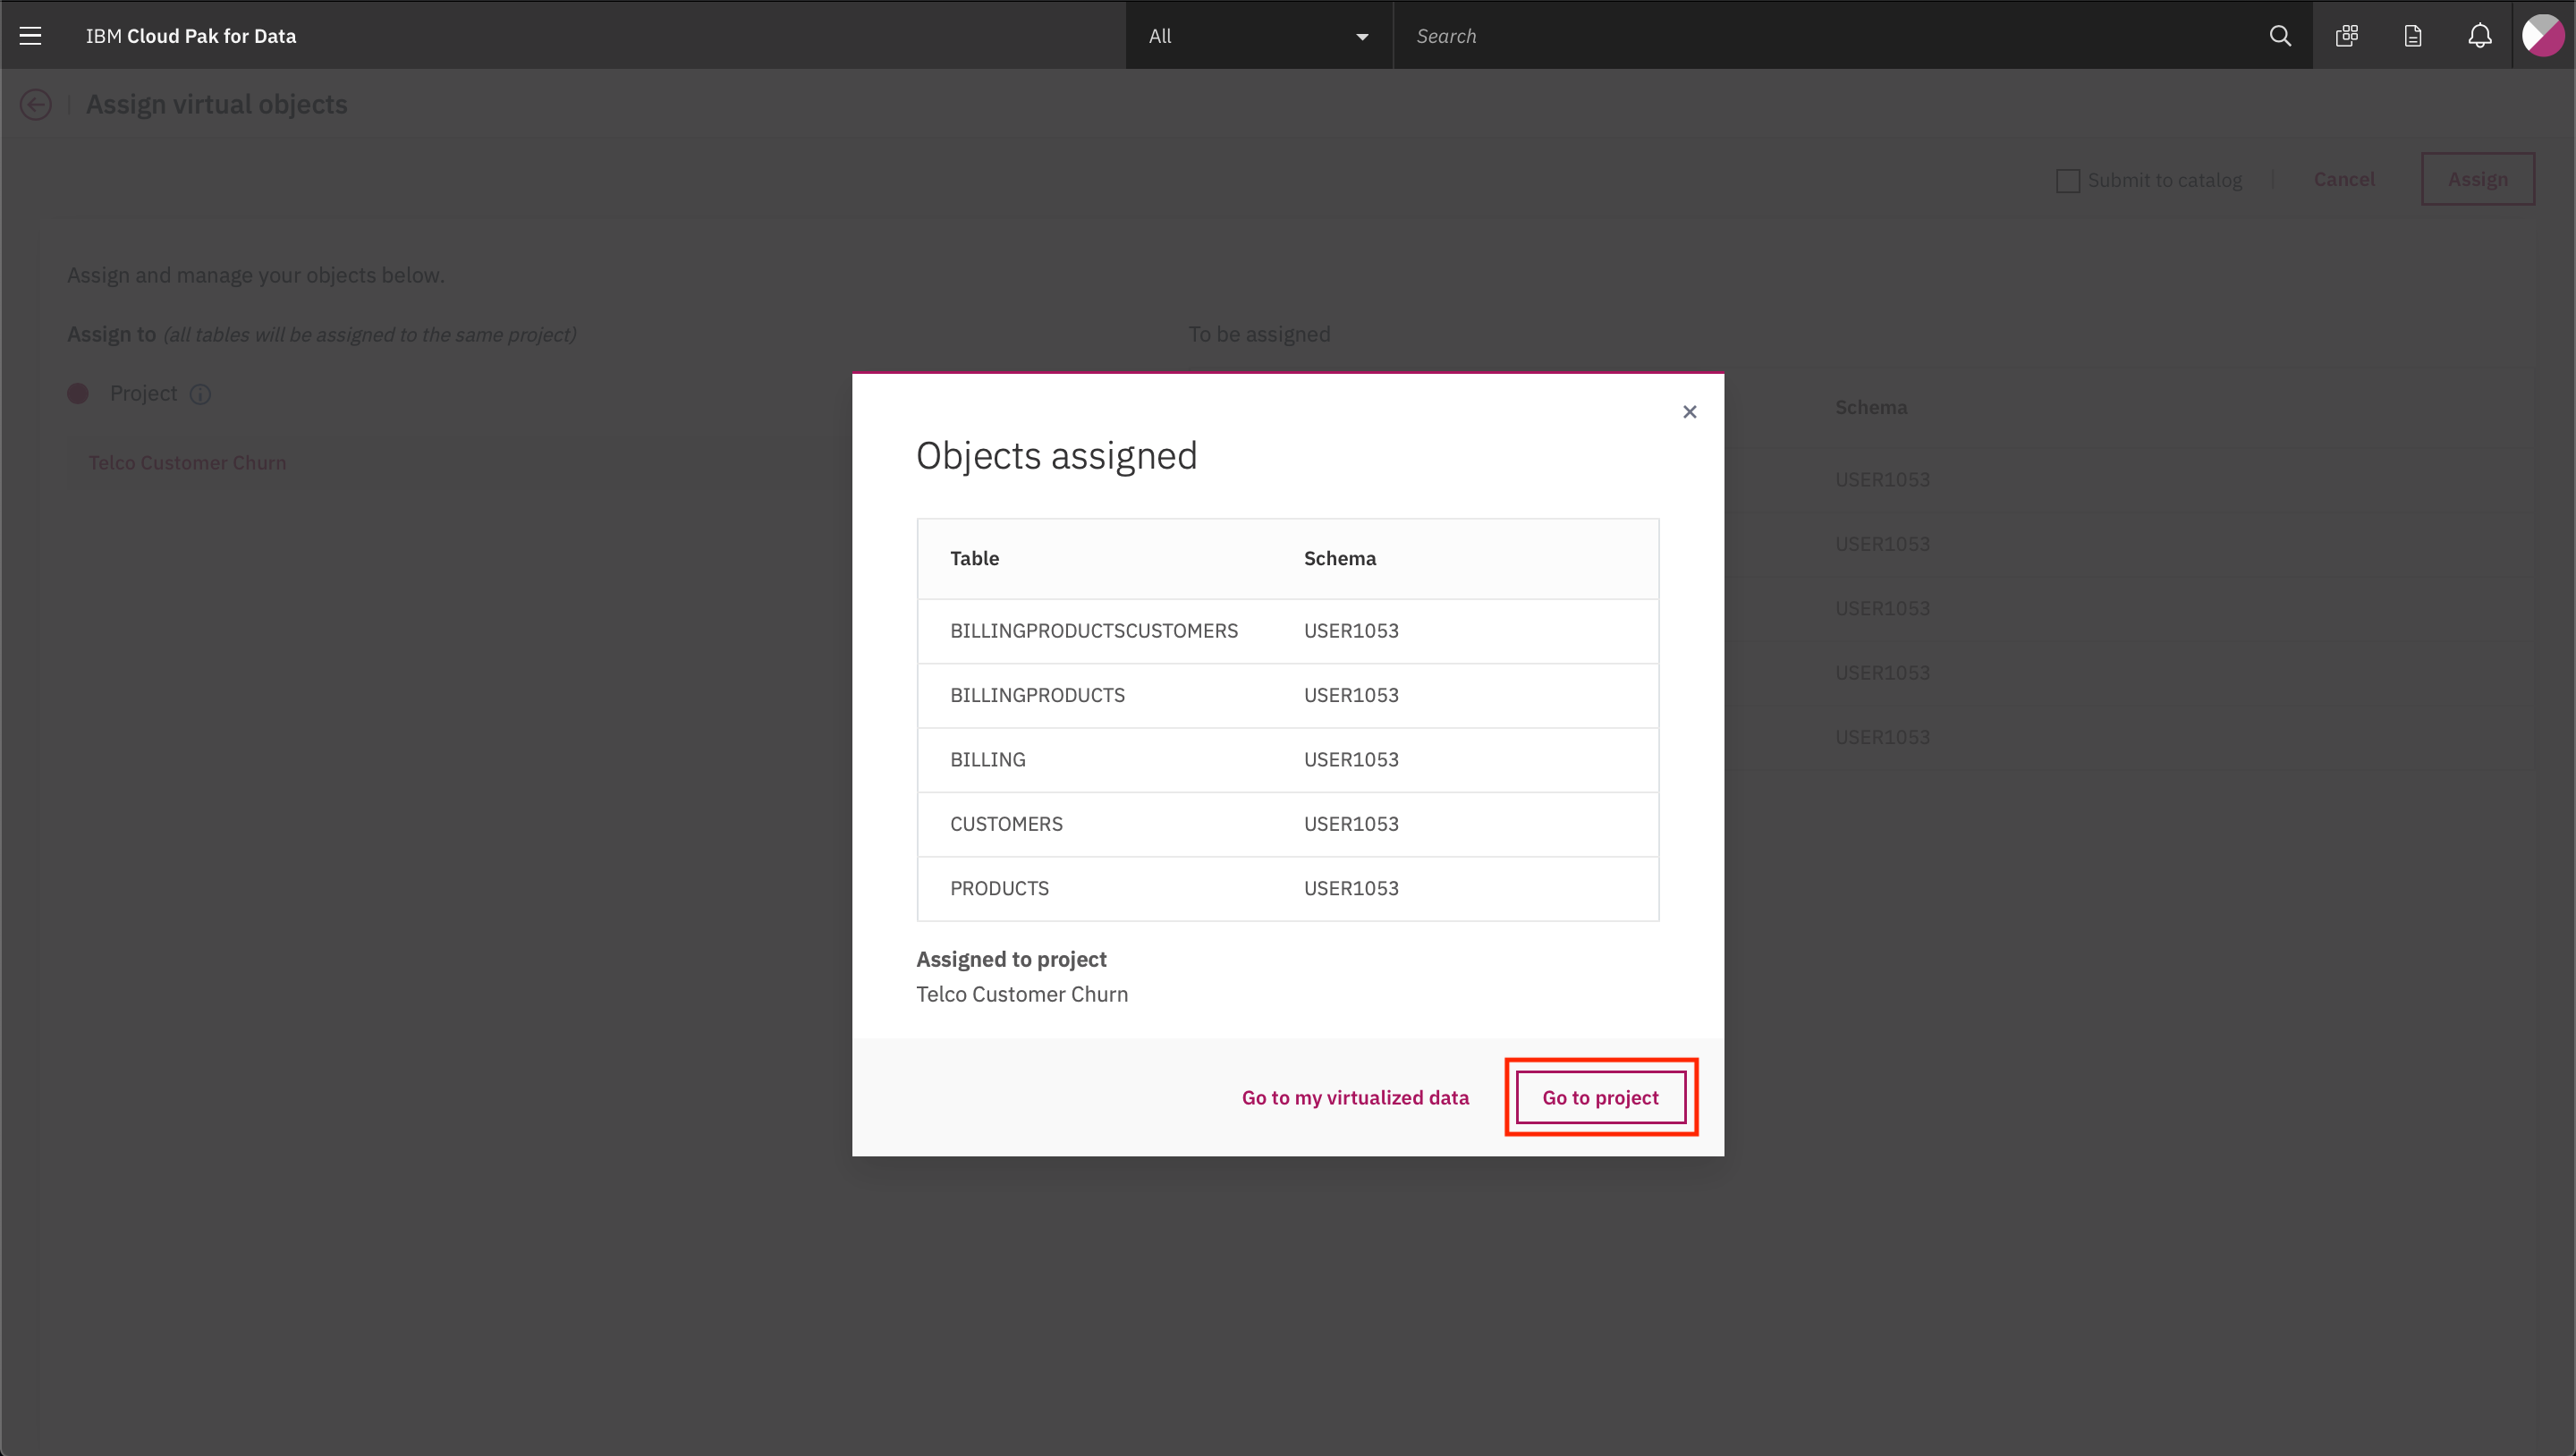 IBM Cloud Pak for Data
All
Search
Assign virtual objects
Submit to catalog
Cancel
Assign
Assign and manage your objects below.
Assign to (all tables will be assigned to the same project)
To be assigned
Project
Schema
Telco Customer Churn
USER1053
USER1053
USER1053
USER1053
USER1053
Objects assigned
Table Schema
BILLINGPRODUCTSCUSTOMERS USER1053
BILLINGPRODUCTS USER1053
BILLING USER1053
CUSTOMERS USER1053
PRODUCTS USER1053
Assigned to project
Telco Customer Churn
Go to my virtualized data
Go to project